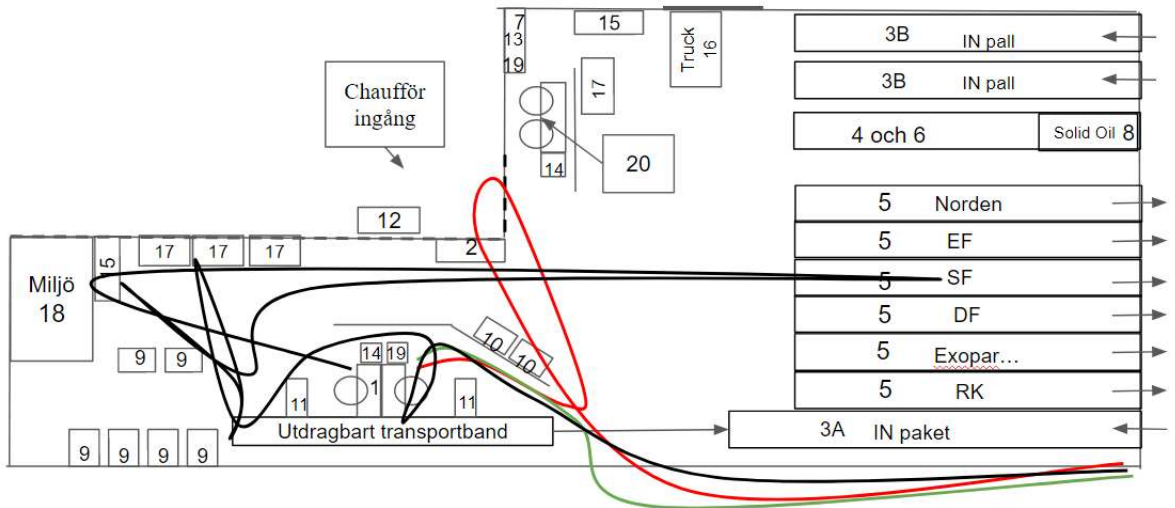 7
13
19
15
Truck
16
3B IN pall
17
3B IN pall
Chaufför
ingång
4 och 6
Solid Oil 8
20
14
12
5 Norden
2
5 EF
Miljö
18
15
17
17
17
5 SF
5 DF
10
10
9
9
14
19
5 Exopar…
11
1
11
5 RK
Utdragbart transportband
3A IN paket
9
9
9
9